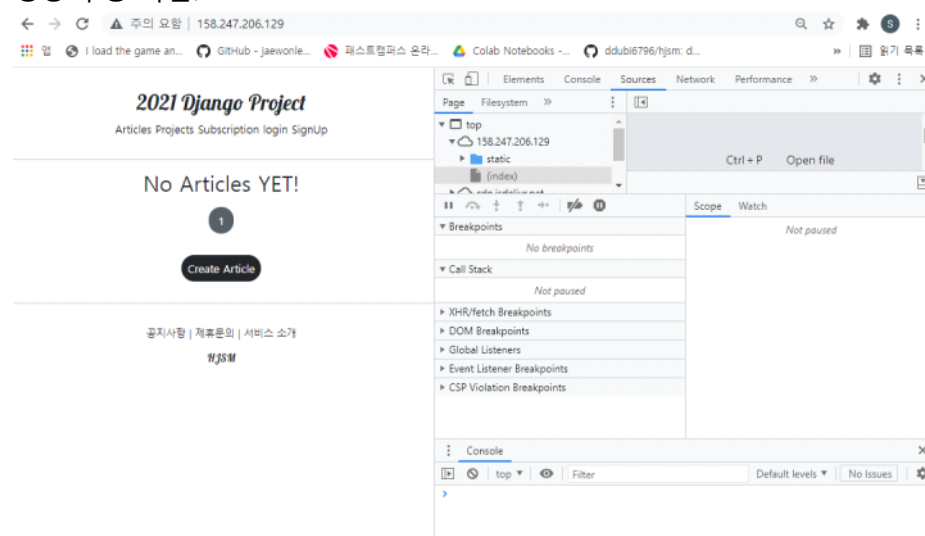 주의 요함 | 158.247.206.129
앱 I load the game an... GitHub - jaewonle... 패스트캠퍼스 온라... Colab Notebooks -... ddubi6796/hjsm: d... » 읽기 목록
Elements Console Sources Network Performance »
2021 Django Project
Articles Projects Subscription login SignUp
No Articles YET!
1
Create Article
공지사항 | 제휴문의 | 서비스 소개
HJSM
Page Filesystem »
top
158.247.206.129
static
(index)
Ctrl + P Open file
Scope Watch
Breakpoints
No breakpoints
Not paused
Call Stack
Not paused
XHR/fetch Breakpoints
DOM Breakpoints
Global Listeners
Event Listener Breakpoints
CSP Violation Breakpoints
Console
top Filter Default levels No Issues